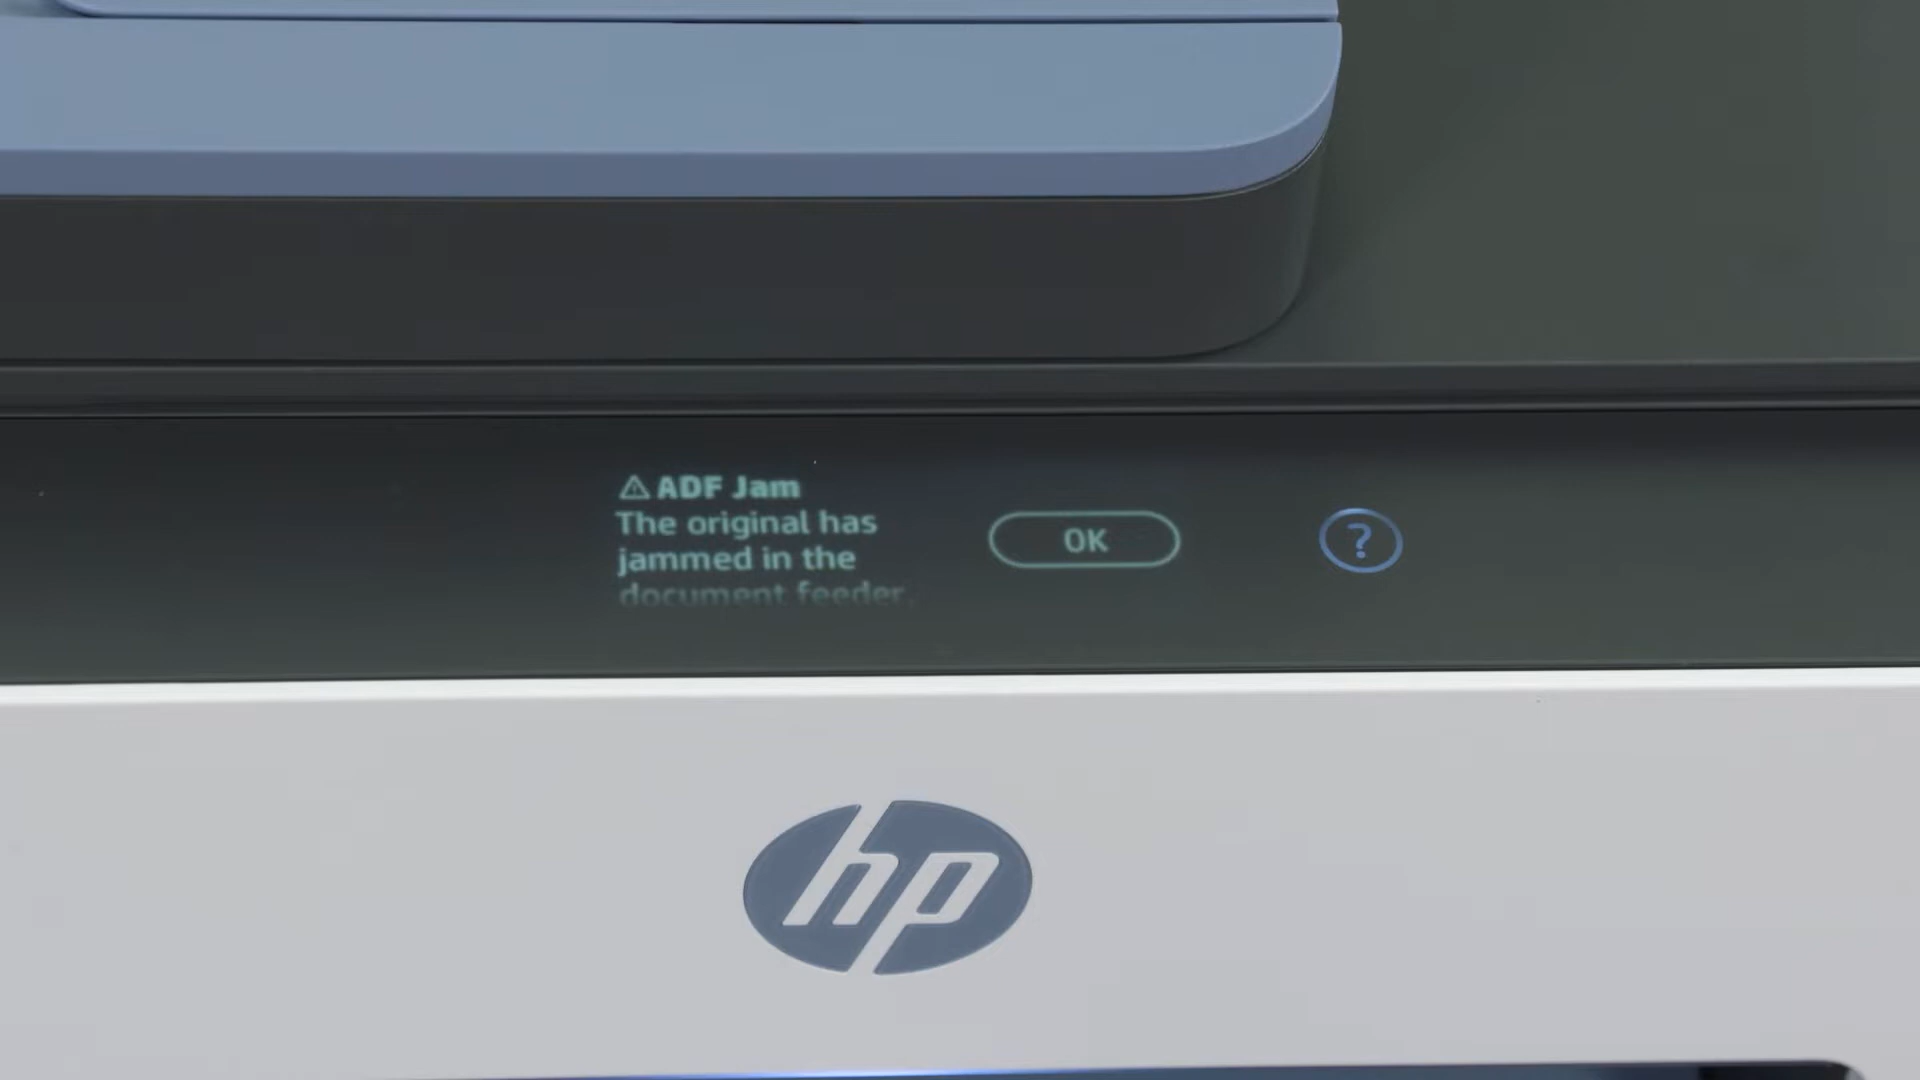 ⚠ ADF Jam
The original has
jammed in the
document feeder.
OK
?
hp